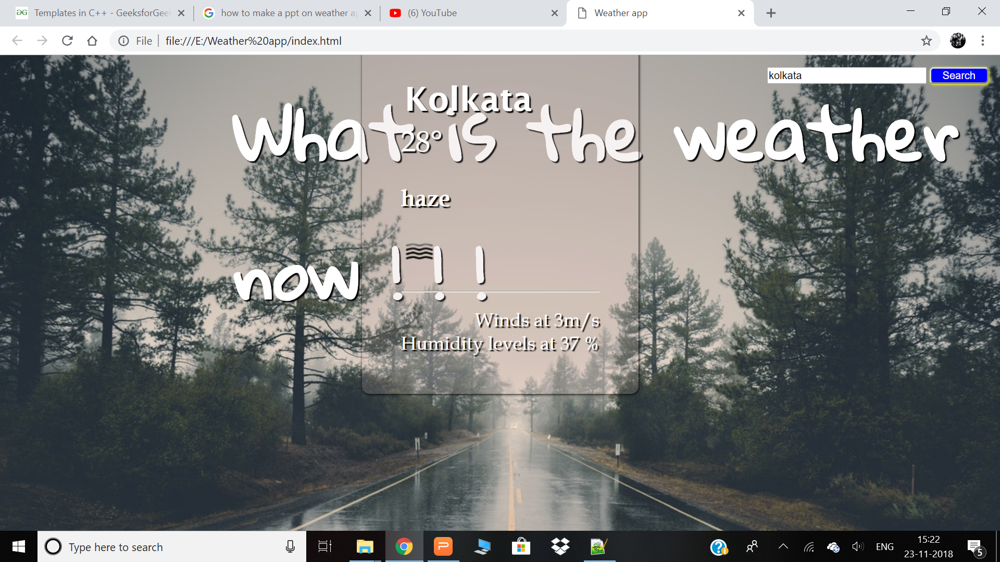 Templates in C++ - GeeksforGeel
how to make a ppt on weather ap
(6) YouTube
Weather app
File
file:///E:/Weather%20app/index.html
kolkata
Search
Kolkata
What is the weather
28°
haze
now ! ! !
Winds at 3m/s
Humidity levels at 37 %
Type here to search
ENG
15:22
23-11-2018
5